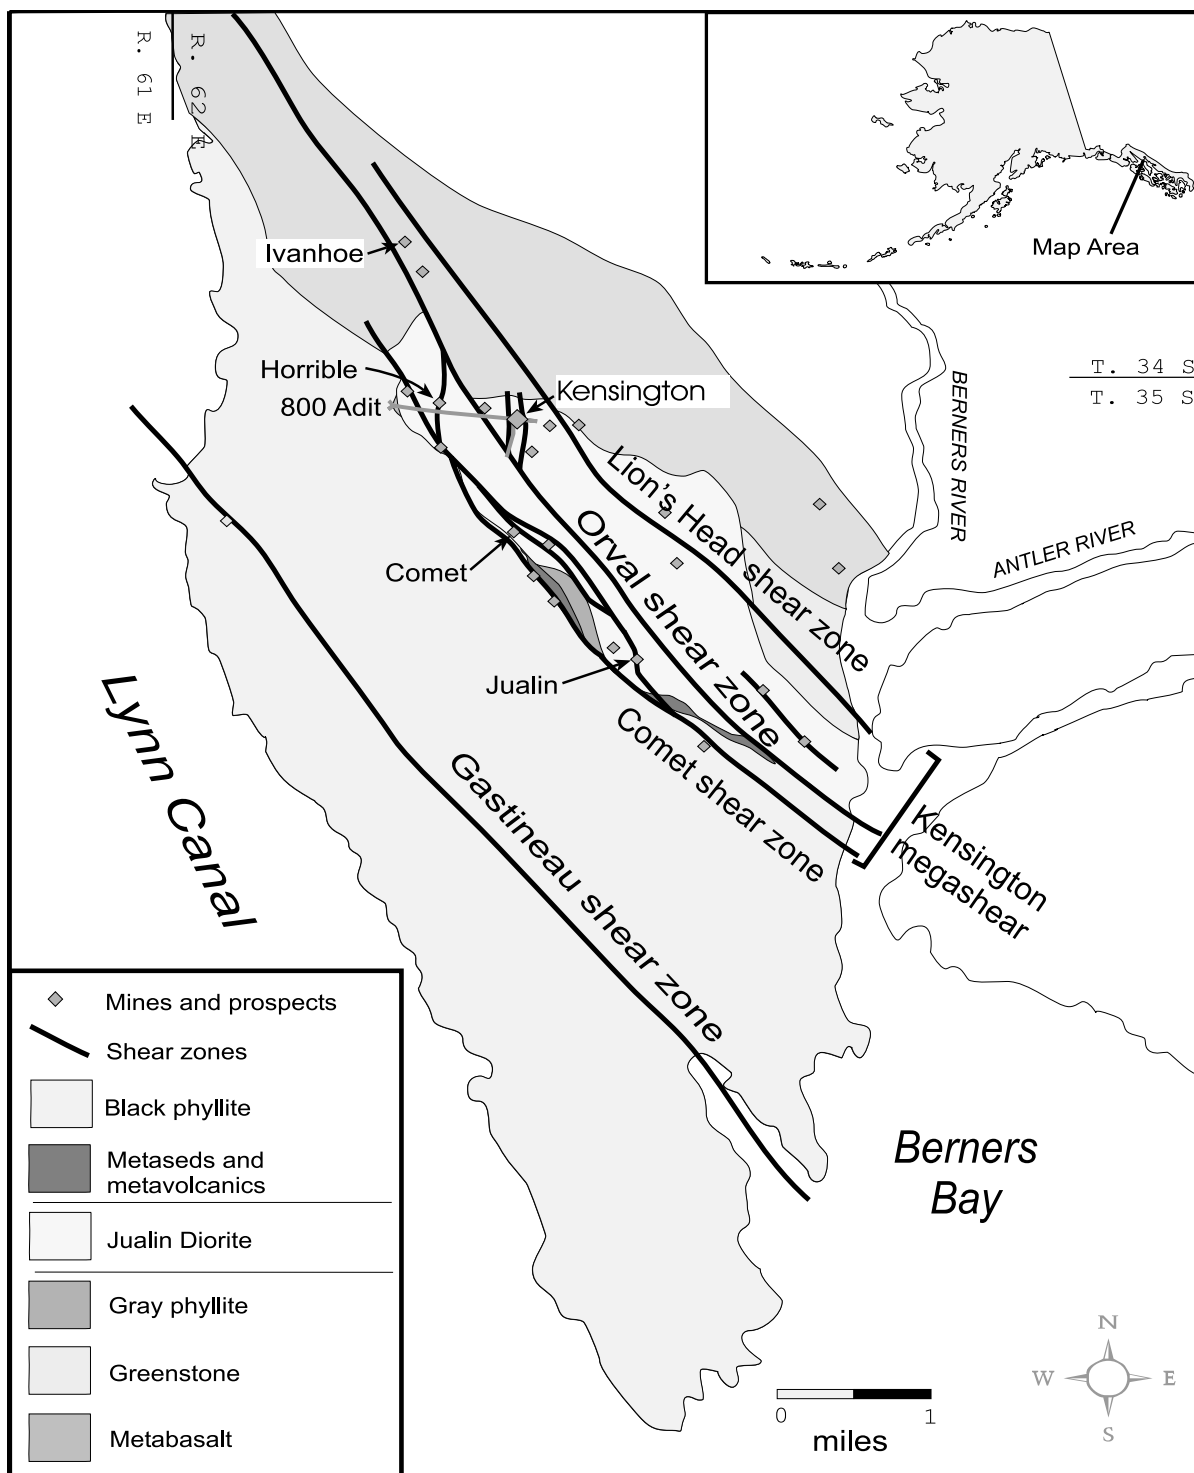 R. 61 E
R. 62 E
Map Area
Ivanhoe
T. 34 S
T. 35 S
Horrible
Kensington
800 Adit
BERNERS RIVER
ANTLER RIVER
Lion's Head shear zone
Orval shear zone
Comet
Jualin
Comet shear zone
Gastineau shear zone
Kensington
megashear
Lynn Canal
Berners
Bay
Mines and prospects
Shear zones
Black phyllite
Metaseds and
metavolcanics
Jualin Diorite
Gray phyllite
Greenstone
Metabasalt
N
W
E
S
0 1
miles